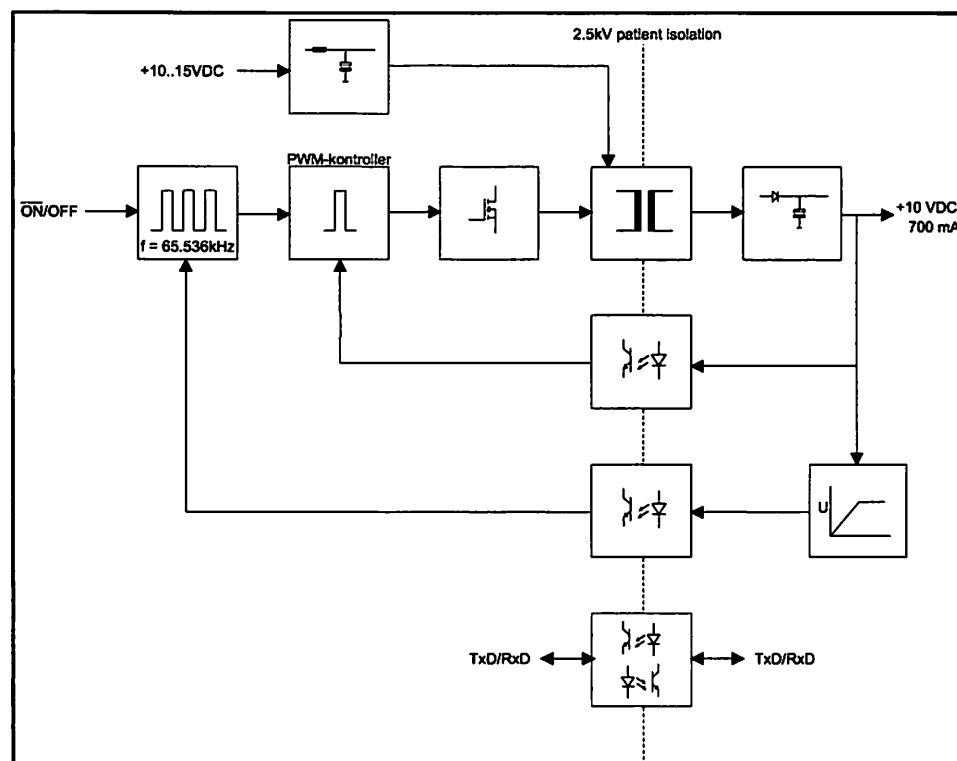 2.5kV patient isolation
+10..15VDC
PWM-kontroller
O̅N̅/OFF
f = 65.536kHz
+10 VDC
700 mA
U
TxD/RxD
TxD/RxD